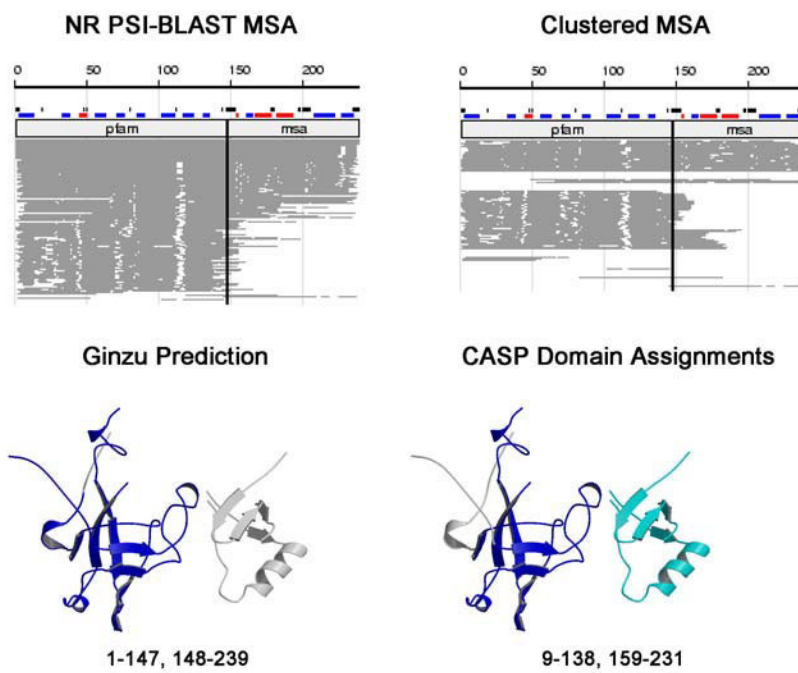 NR PSI-BLAST MSA
Clustered MSA
0 50 100 150 200
0 50 100 150 200
pfam msa
pfam msa
Ginzu Prediction
CASP Domain Assignments
1-147, 148-239
9-138, 159-231